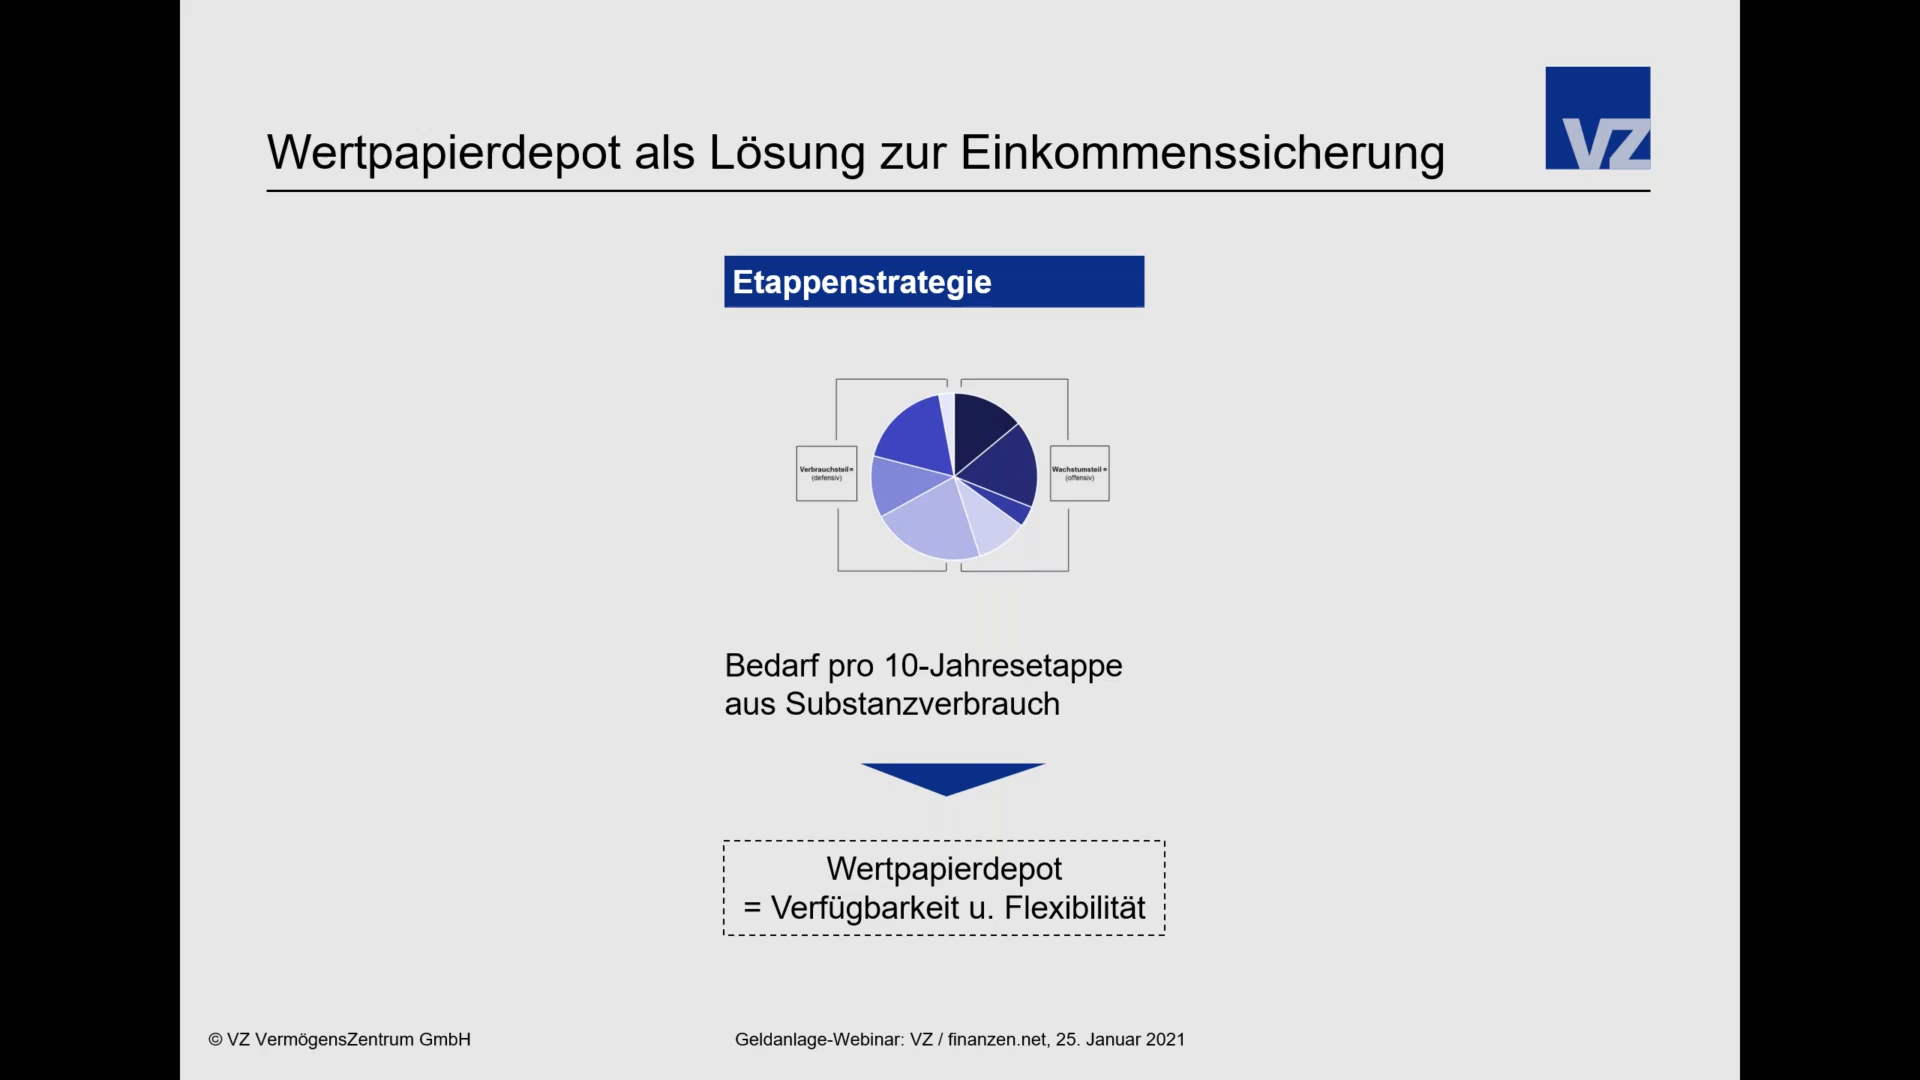 VZ
Wertpapierdepot als Lösung zur Einkommenssicherung
Etappenstrategie
Verbrauchsteil=
(defensiv)
Wachstumsteil =
(offensiv)
Bedarf pro 10-Jahresetappe
aus Substanzverbrauch
Wertpapierdepot
= Verfügbarkeit u. Flexibilität
© VZ VermögensZentrum GmbH
Geldanlage-Webinar: VZ / finanzen.net, 25. Januar 2021